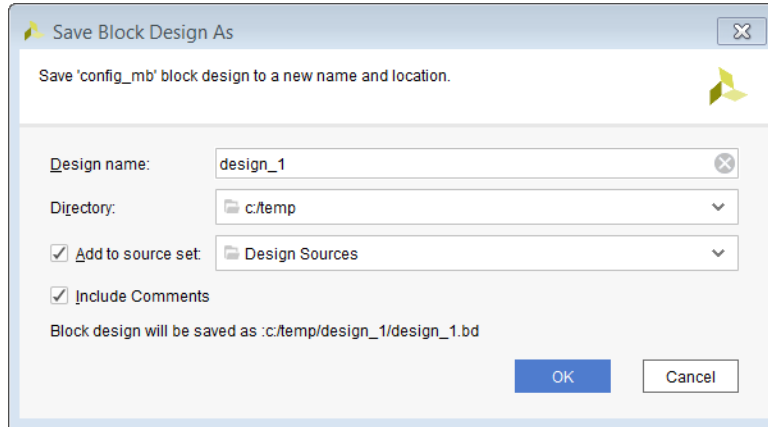 Save Block Design As
Save 'config_mb' block design to a new name and location.
Design name: design_1
Directory: c:/temp
Add to source set: Design Sources
Include Comments
Block design will be saved as :c:/temp/design_1/design_1.bd
OK Cancel